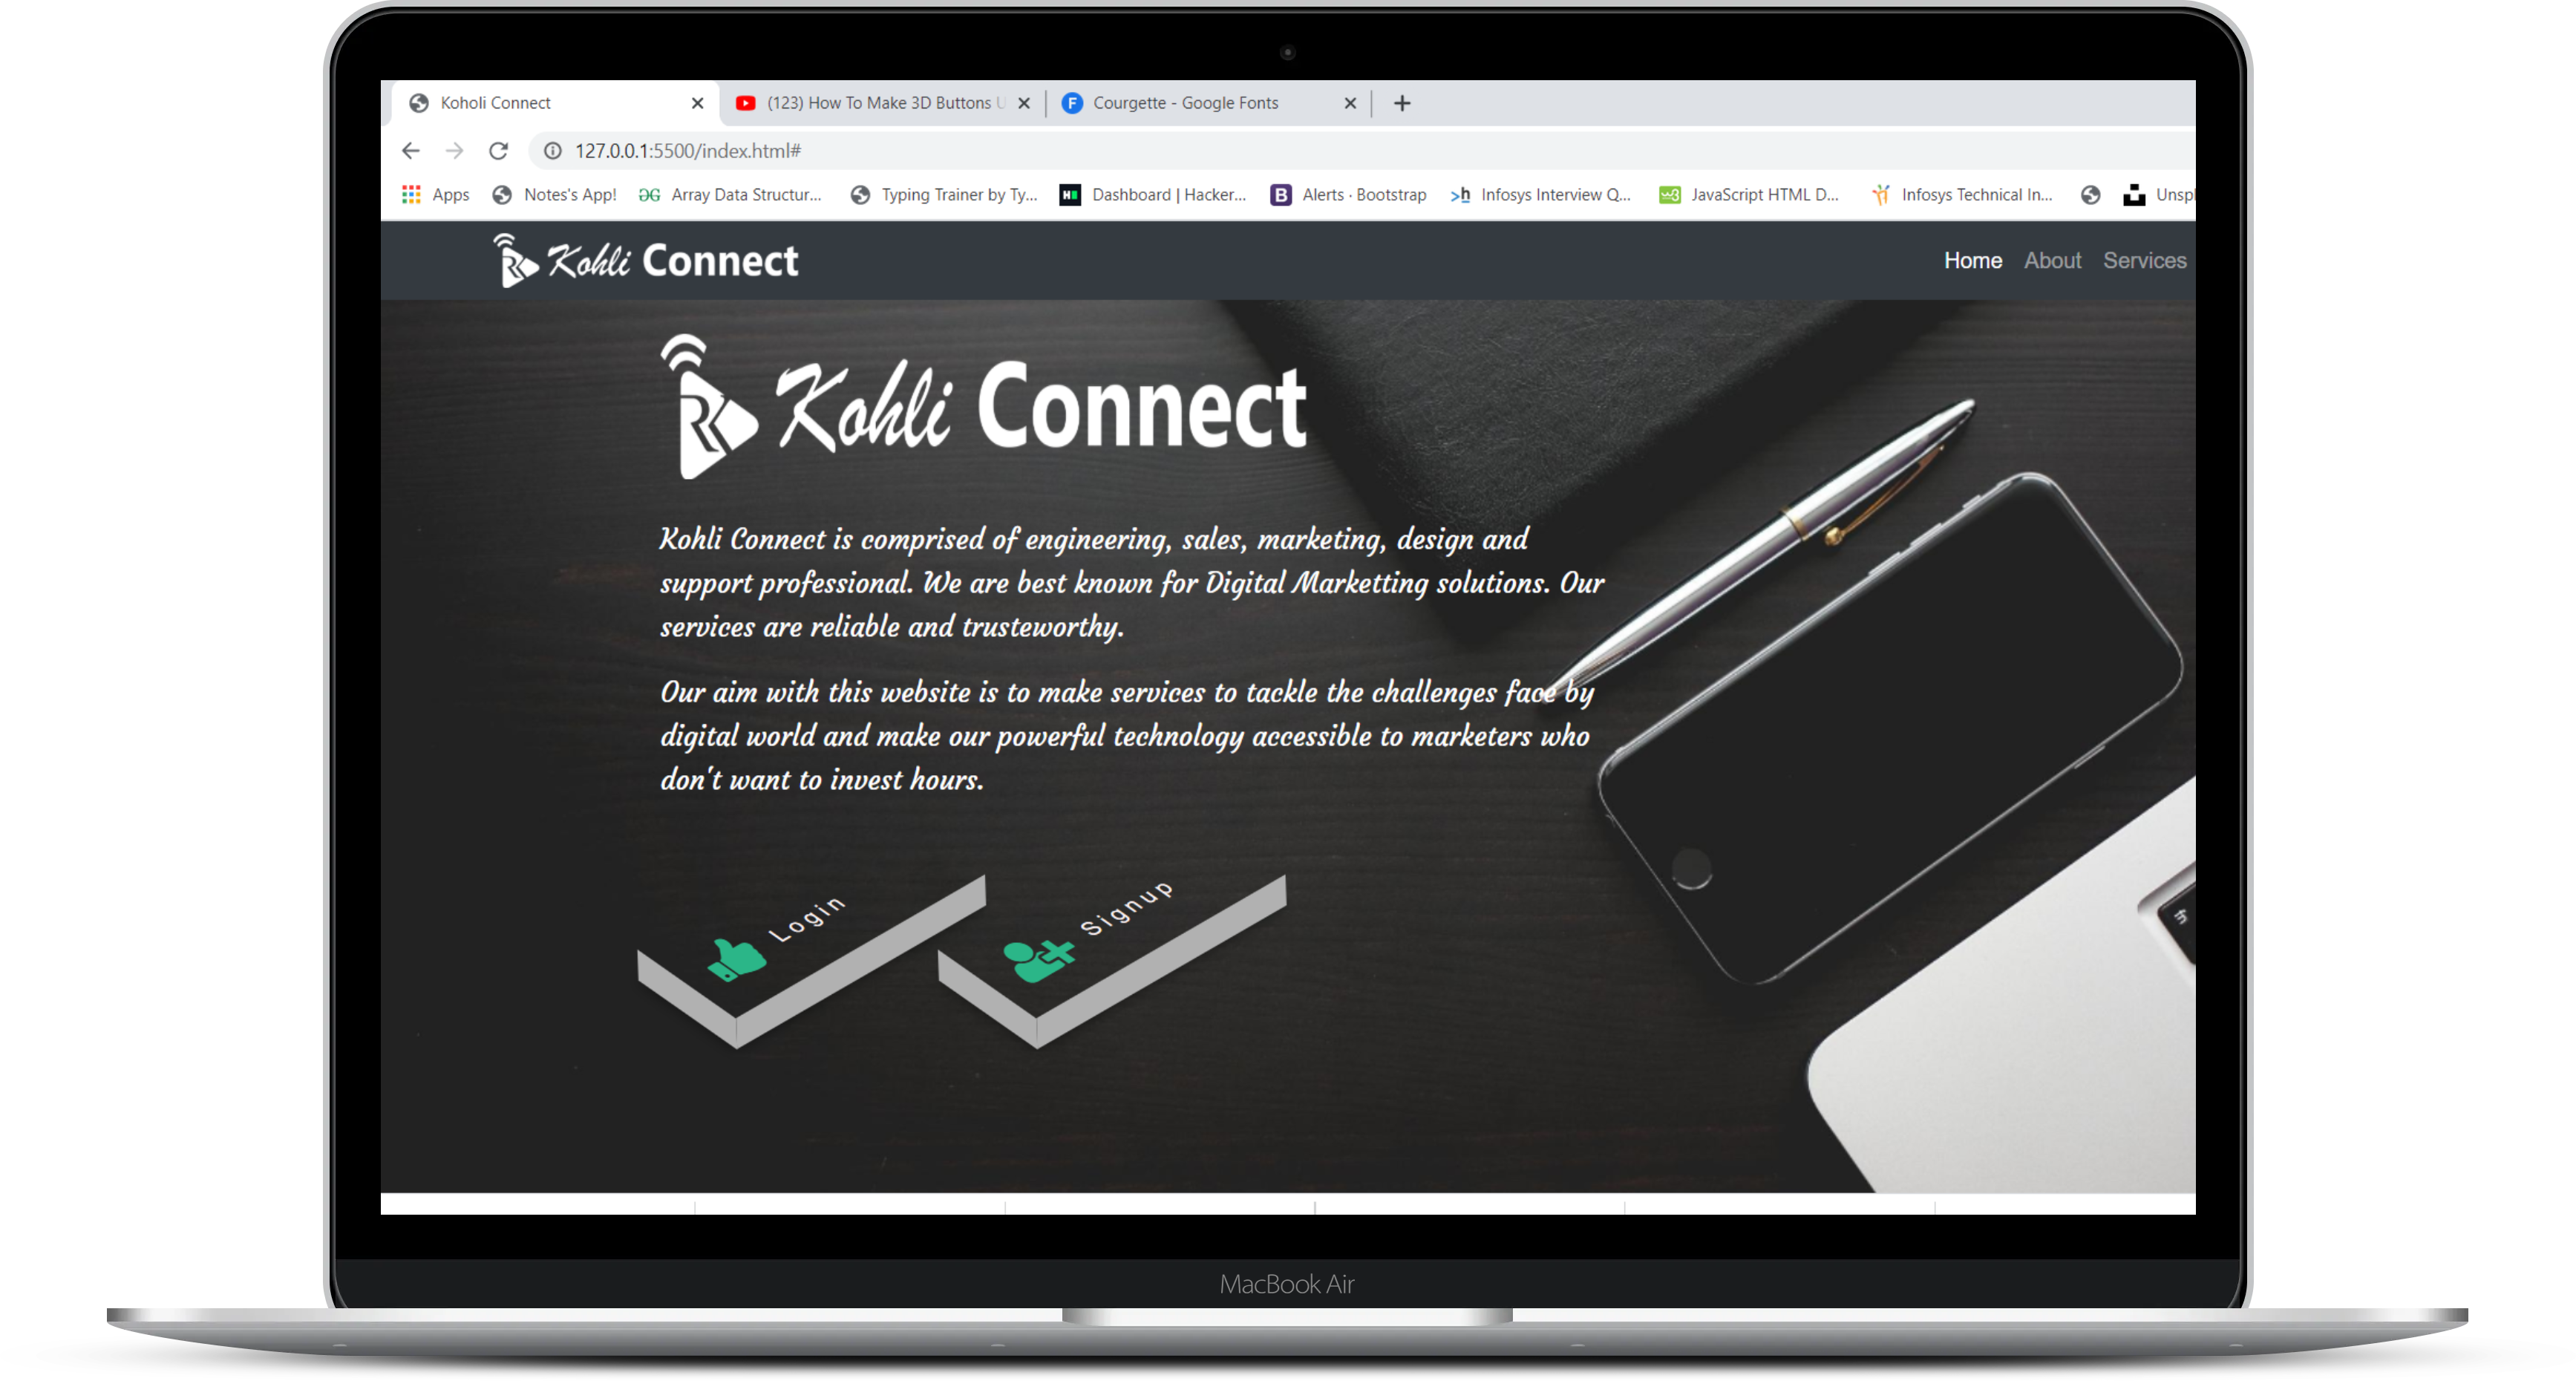 Koholi Connect
(123) How To Make 3D Buttons U
Courgette - Google Fonts
127.0.0.1:5500/index.html#
Apps
Notes's App!
Array Data Structur...
Typing Trainer by Ty...
Dashboard | Hacker...
Alerts · Bootstrap
Infosys Interview Q...
JavaScript HTML D...
Infosys Technical In...
Unspl
Kohli Connect
Home About Services
Kohli Connect
Kohli Connect is comprised of engineering, sales, marketing, design and
support professional. We are best known for Digital Marketting solutions. Our
services are reliable and trusteworthy.
Our aim with this website is to make services to tackle the challenges face by
digital world and make our powerful technology accessible to marketers who
don't want to invest hours.
Login
Signup
MacBook Air